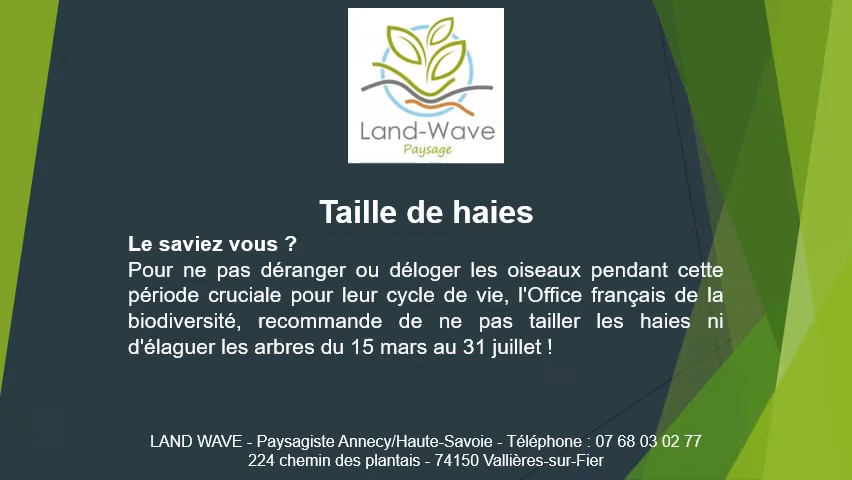 Land-Wave
Paysage
Taille de haies
Le saviez vous ?
Pour ne pas déranger ou déloger les oiseaux pendant cette
période cruciale pour leur cycle de vie, l'Office français de la
biodiversité, recommande de ne pas tailler les haies ni
d'élaguer les arbres du 15 mars au 31 juillet !
LAND WAVE - Paysagiste Annecy/Haute-Savoie - Téléphone : 07 68 03 02 77
224 chemin des plantais - 74150 Vallières-sur-Fier